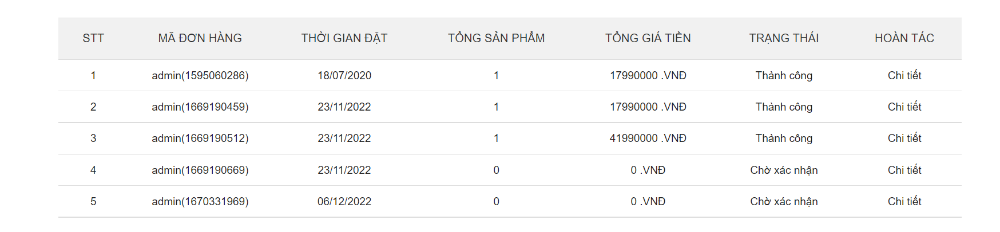 STT MÃ ĐƠN HÀNG THỜI GIAN ĐẶT TỔNG SẢN PHẨM TỔNG GIÁ TIỀN TRẠNG THÁI HOÀN TÁC
1 admin(1595060286) 18/07/2020 1 17990000 .VNĐ Thành công Chi tiết
2 admin(1669190459) 23/11/2022 1 17990000 .VNĐ Thành công Chi tiết
3 admin(1669190512) 23/11/2022 1 41990000 .VNĐ Thành công Chi tiết
4 admin(1669190669) 23/11/2022 0 0 .VNĐ Chờ xác nhận Chi tiết
5 admin(1670331969) 06/12/2022 0 0 .VNĐ Chờ xác nhận Chi tiết